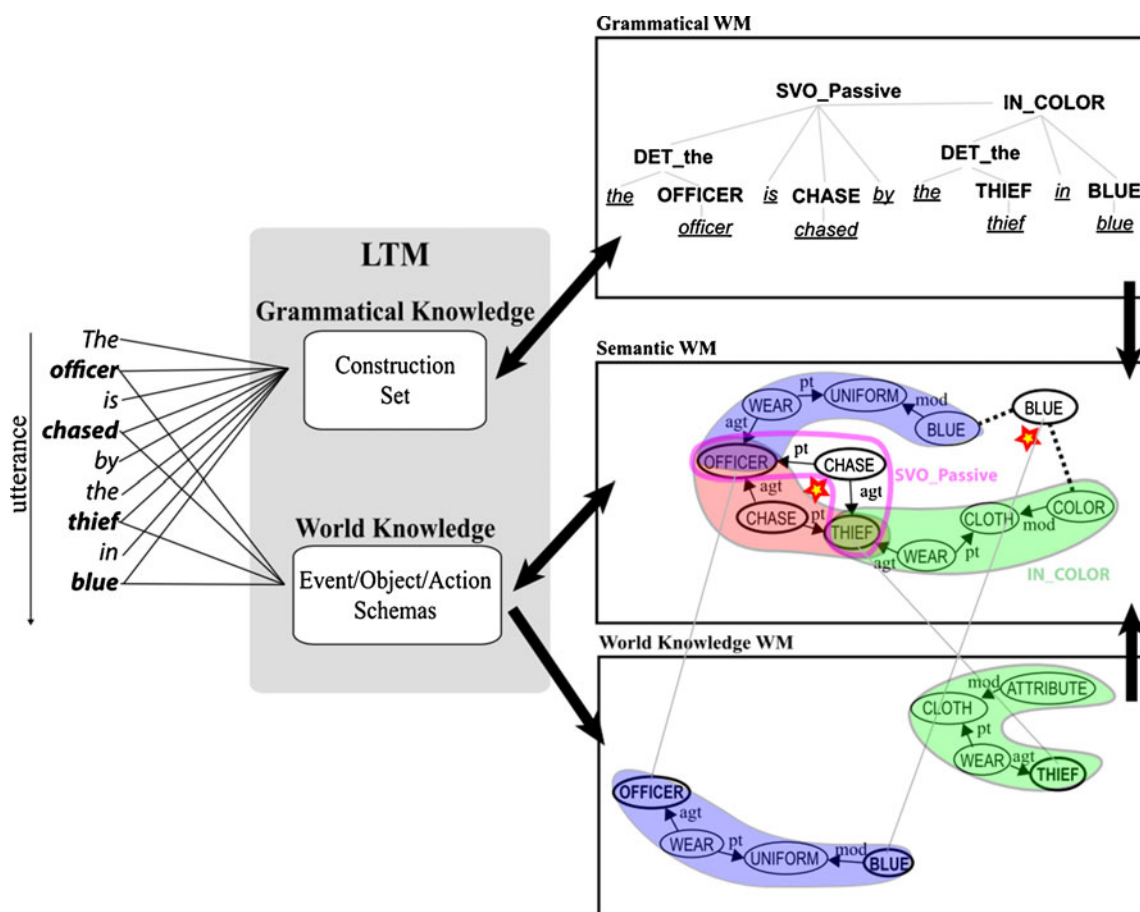 Grammatical WM
SVO_Passive
IN_COLOR
DET_the
DET_the
the OFFICER is CHASE by the THIEF in BLUE
officer chased thief blue
LTM
Grammatical Knowledge
Construction
Set
World Knowledge
Event/Object/Action
Schemas
utterance
The
officer
is
chased
by
the
thief
in
blue
Semantic WM
WEAR pt UNIFORM mod BLUE
BLUE
agt
OFFICER pt CHASE
SVO_Passive
agt agt
CHASE pt THIEF
CLOTH mod COLOR
agt WEAR pt
IN_COLOR
World Knowledge WM
mod ATTRIBUTE
CLOTH
pt
WEAR agt THIEF
OFFICER
agt
WEAR pt UNIFORM mod BLUE